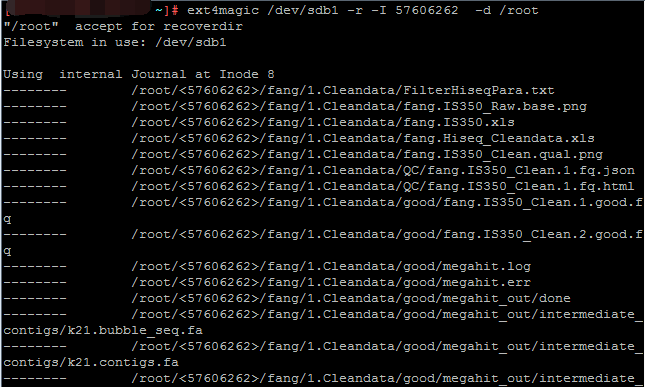 ~]# ext4magic /dev/sdb1 -r -I 57606262  -d /root
"/root"  accept for recoverdir
Filesystem in use: /dev/sdb1
Using  internal Journal at Inode 8
--------        /root/<57606262>/fang/1.Cleandata/FilterHiseqPara.txt
--------        /root/<57606262>/fang/1.Cleandata/fang.IS350_Raw.base.png
--------        /root/<57606262>/fang/1.Cleandata/fang.IS350.xls
--------        /root/<57606262>/fang/1.Cleandata/fang.Hiseq_Cleandata.xls
--------        /root/<57606262>/fang/1.Cleandata/fang.IS350_Clean.qual.png
--------        /root/<57606262>/fang/1.Cleandata/QC/fang.IS350_Clean.1.fq.json
--------        /root/<57606262>/fang/1.Cleandata/QC/fang.IS350_Clean.1.fq.html
--------        /root/<57606262>/fang/1.Cleandata/good/fang.IS350_Clean.1.good.f
q
--------        /root/<57606262>/fang/1.Cleandata/good/fang.IS350_Clean.2.good.f
q
--------        /root/<57606262>/fang/1.Cleandata/good/megahit.log
--------        /root/<57606262>/fang/1.Cleandata/good/megahit.err
--------        /root/<57606262>/fang/1.Cleandata/good/megahit_out/done
--------        /root/<57606262>/fang/1.Cleandata/good/megahit_out/intermediate_
contigs/k21.bubble_seq.fa
--------        /root/<57606262>/fang/1.Cleandata/good/megahit_out/intermediate_
contigs/k21.contigs.fa
--------        /root/<57606262>/fang/1.Cleandata/good/megahit_out/intermediate_